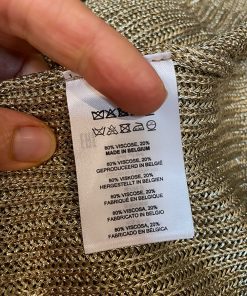 80% VISCOSE, 20%
MADE IN BELGIUM
80% VISCOSE, 20%
GEPRODUCEERD IN BELGIË
80% VISKOSE, 20%
HERGESTELLT IN BELGIEN
80% VISCOSE, 20%
FABRIQUÉ EN BELGIQUE
80% VISCOSA, 20%
FABBRICATO IN BELGIO
80% VISCOSA, 20%
FABRICADO EN BELGICA